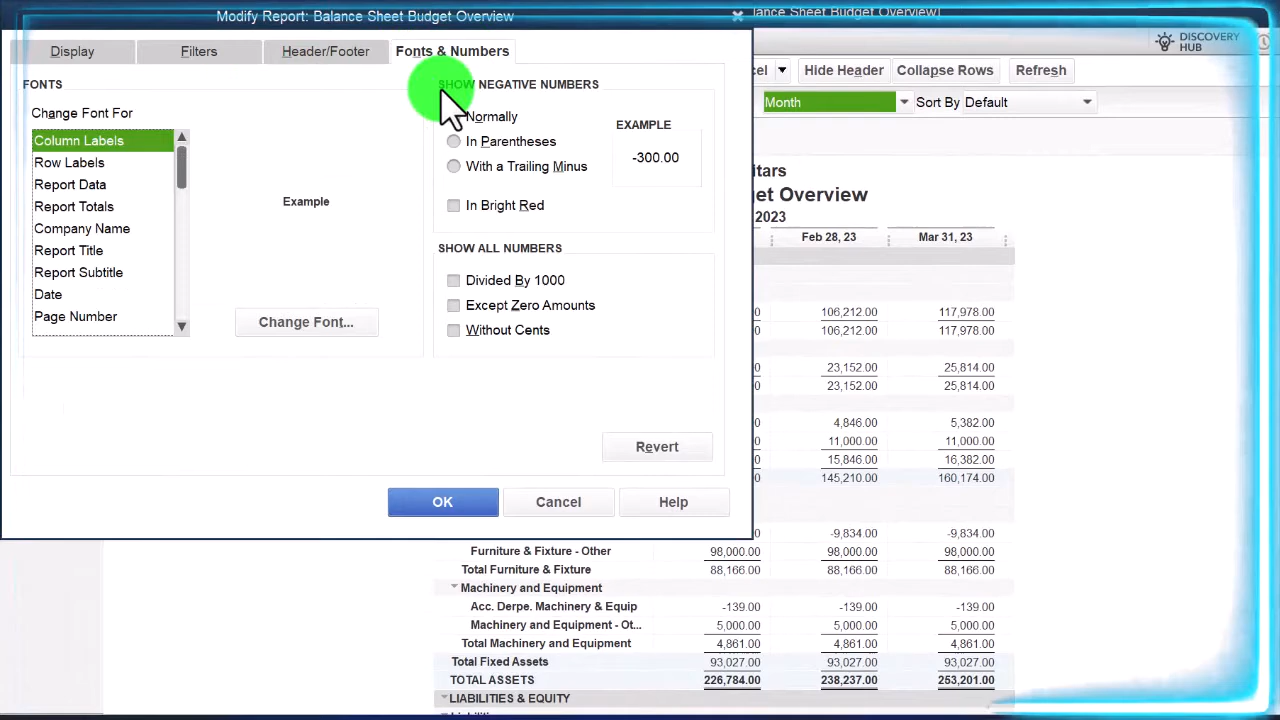 Modify Report: Balance Sheet Budget Overview
lance Sheet Budget Overview]
DISCOVERY
HUB
Display
Filters
Header/Footer
Fonts & Numbers
cel
Hide Header
Collapse Rows
Refresh
FONTS
SHOW NEGATIVE NUMBERS
Month
Sort By
Default
Change Font For
Normally
EXAMPLE
Column Labels
In Parentheses
-300.00
Row Labels
With a Trailing Minus
itars
Report Data
get Overview
Report Totals
Example
In Bright Red
2023
Company Name
Feb 28, 23
Mar 31, 23
Report Title
SHOW ALL NUMBERS
Report Subtitle
Divided By 1000
Date
Except Zero Amounts
Page Number
Change Font...
Without Cents
00 106,212.00 117,978.00
00 106,212.00 117,978.00
00 23,152.00 25,814.00
00 23,152.00 25,814.00
00 4,846.00 5,382.00
00 11,000.00 11,000.00
Revert
00 15,846.00 16,382.00
00 145,210.00 160,174.00
OK
Cancel
Help
00 -9,834.00 -9,834.00
Furniture & Fixture - Other 98,000.00 98,000.00 98,000.00
Total Furniture & Fixture 88,166.00 88,166.00 88,166.00
Machinery and Equipment
Acc. Derpe. Machinery & Equip -139.00 -139.00 -139.00
Machinery and Equipment - Ot... 5,000.00 5,000.00 5,000.00
Total Machinery and Equipment 4,861.00 4,861.00 4,861.00
Total Fixed Assets 93,027.00 93,027.00 93,027.00
TOTAL ASSETS 226,784.00 238,237.00 253,201.00
LIABILITIES & EQUITY